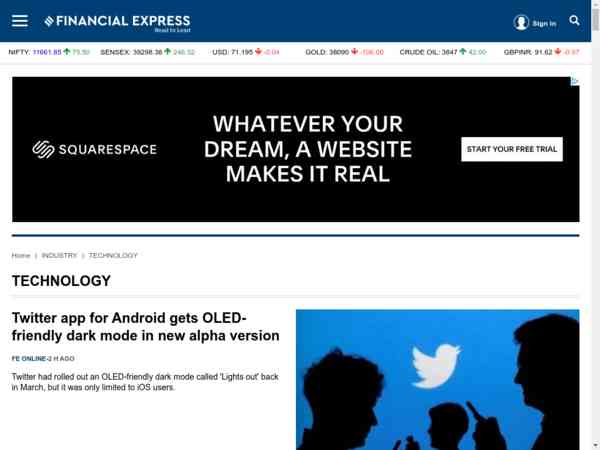 FINANCIAL EXPRESS
Read to Lead
Sign in
NIFTY: 11661.85 75.50 SENSEX: 39298.38 246.32 USD: 71.195 -0.04 GOLD: 38090 -106.00 CRUDE OIL: 3847 42.00 GBPINR: 91.62 -0.97
SQUARESPACE
WHATEVER YOUR
DREAM, A WEBSITE
MAKES IT REAL
START YOUR FREE TRIAL
Home | INDUSTRY | TECHNOLOGY
TECHNOLOGY
Twitter app for Android gets OLED-
friendly dark mode in new alpha version
FE ONLINE-2 H AGO
Twitter had rolled out an OLED-friendly dark mode called 'Lights out' back
in March, but it was only limited to iOS users.